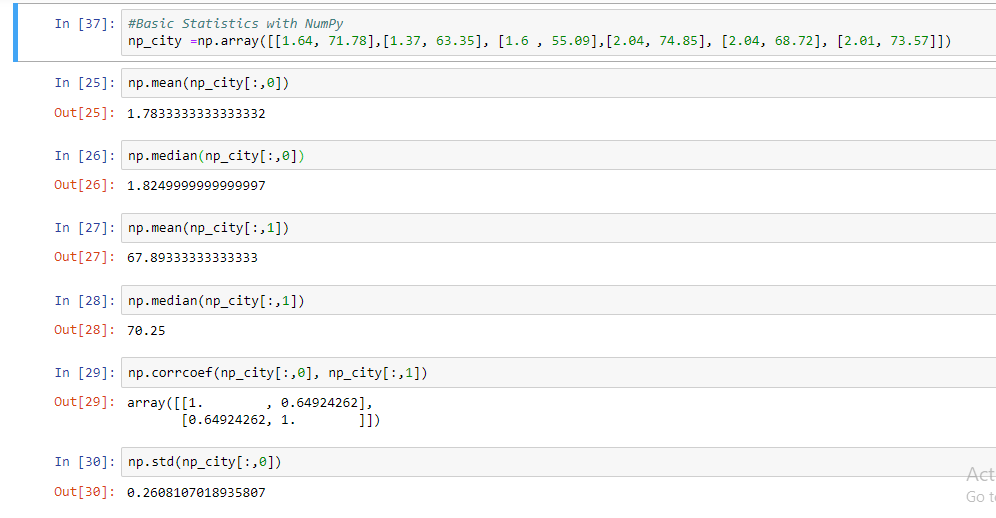 In [37]: #Basic Statistics with NumPy
np_city =np.array([[1.64, 71.78],[1.37, 63.35], [1.6 , 55.09],[2.04, 74.85], [2.04, 68.72], [2.01, 73.57]])
In [25]: np.mean(np_city[:,0])
Out[25]: 1.7833333333333332
In [26]: np.median(np_city[:,0])
Out[26]: 1.8249999999999997
In [27]: np.mean(np_city[:,1])
Out[27]: 67.89333333333333
In [28]: np.median(np_city[:,1])
Out[28]: 70.25
In [29]: np.corrcoef(np_city[:,0], np_city[:,1])
Out[29]: array([[1.        , 0.64924262],
       [0.64924262, 1.        ]])
In [30]: np.std(np_city[:,0])
Act
Out[30]: 0.2608107018935807
Go t